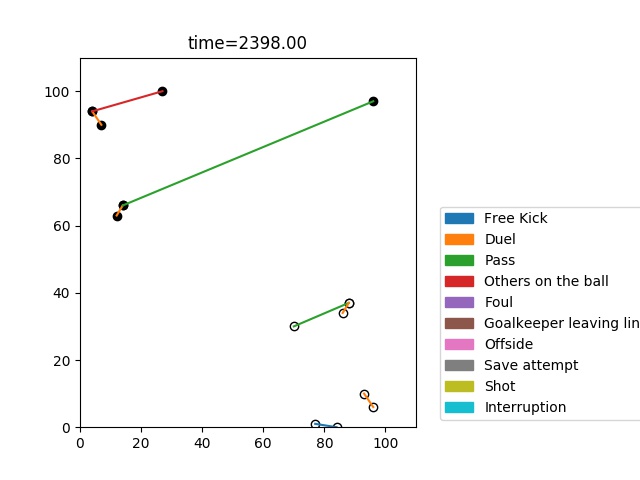 time=2398.00
100
80
60
40
20
0
0 20 40 60 80 100
Free Kick
Duel
Pass
Others on the ball
Foul
Goalkeeper leaving lin
Offside
Save attempt
Shot
Interruption